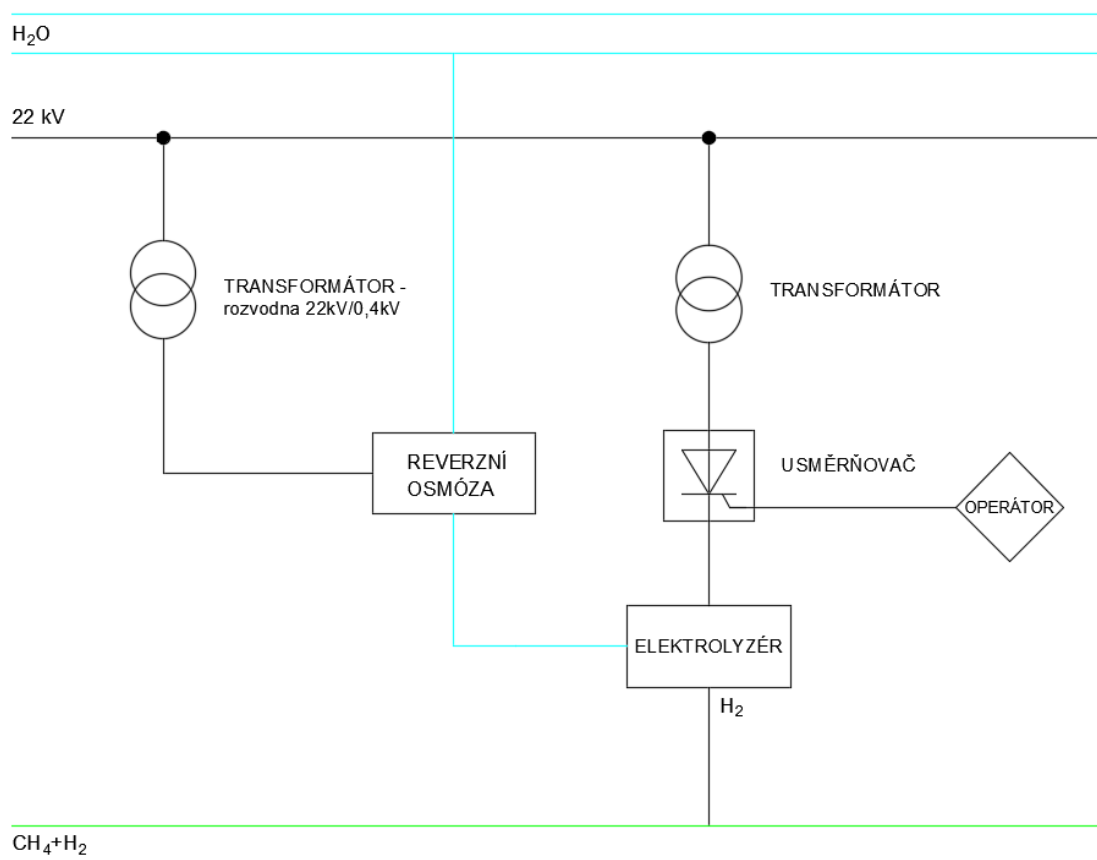 H₂O
22 kV
TRANSFORMÁTOR -
rozvodna 22kV/0,4kV
TRANSFORMÁTOR
REVERZNÍ
OSMÓZA
USMĚRŇOVAČ
OPERÁTOR
ELEKTROLYZÉR
H₂
CH₄+H₂